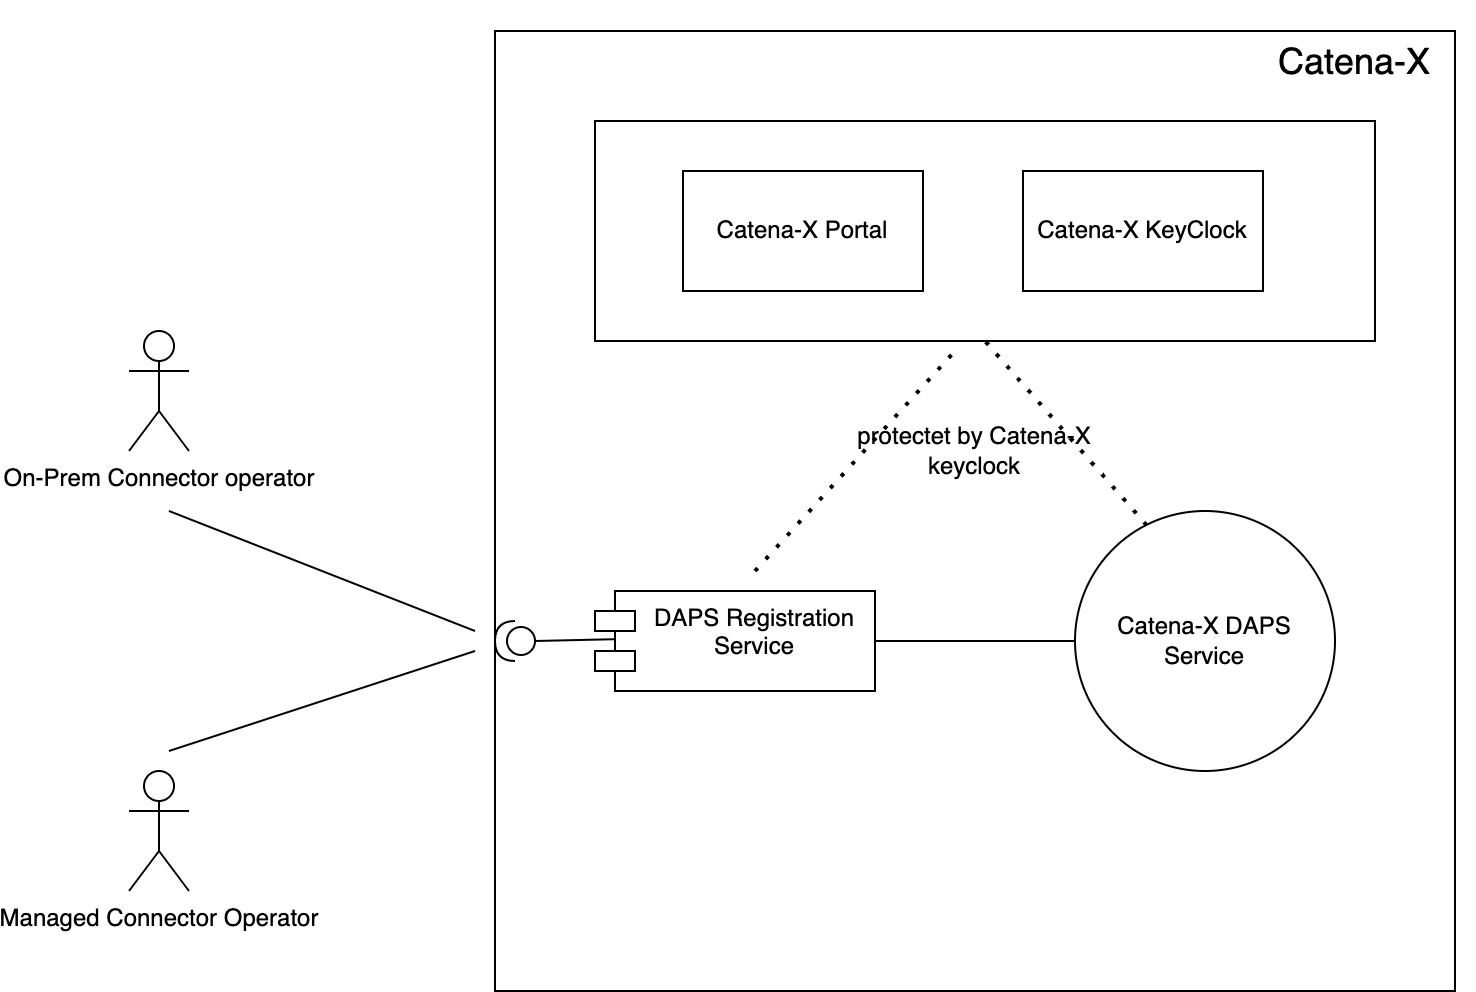 Catena-X
Catena-X Portal
Catena-X KeyClock
On-Prem Connector operator
protectet by Catena-X
keyclock
DAPS Registration
Service
Catena-X DAPS
Service
Managed Connector Operator